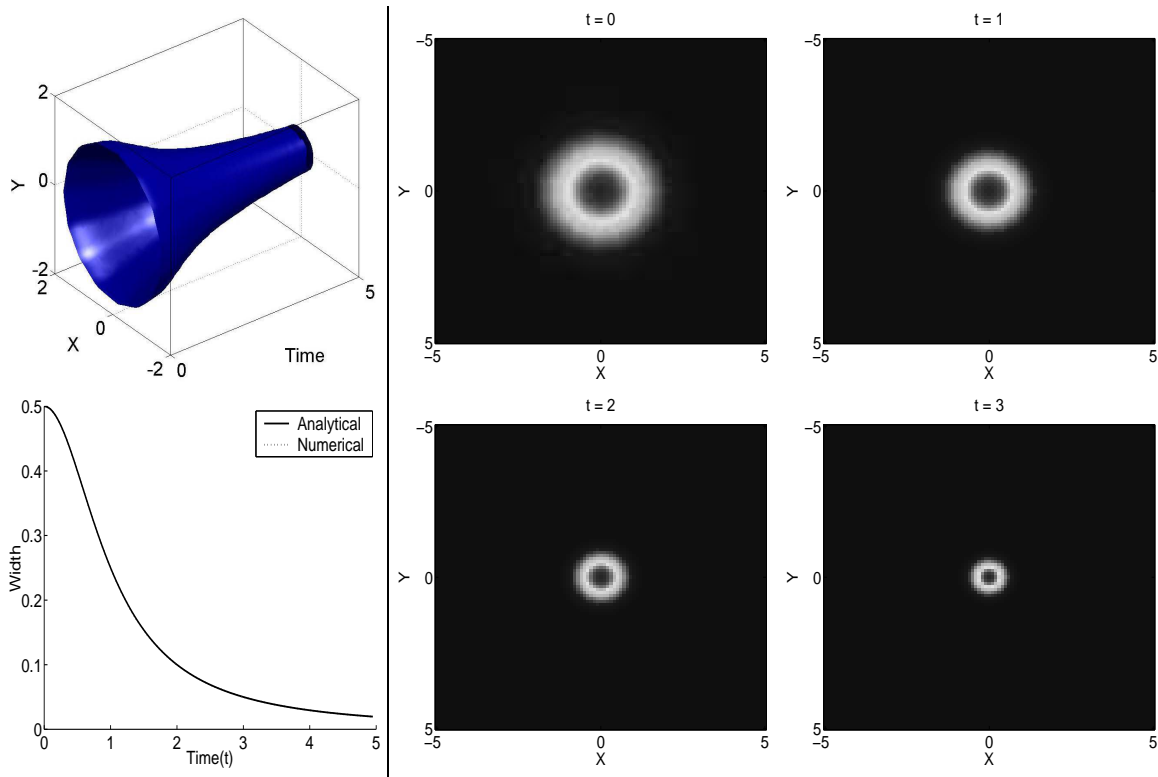 2
0
-2
Y
2
0
-2
X
0
5
Time
0.5
0.4
0.3
0.2
0.1
0
Width
0 1 2 3 4 5
Time(t)
Analytical
Numerical
t = 0
−5
0
5
Y
−5 0 5
X
t = 1
−5
0
5
Y
−5 0 5
X
t = 2
−5
0
5
Y
−5 0 5
X
t = 3
−5
0
5
Y
−5 0 5
X